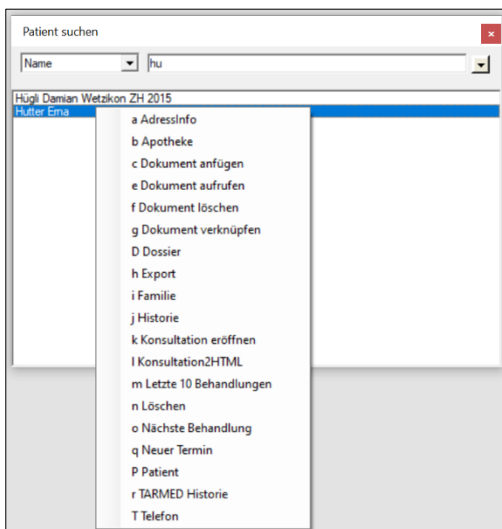 Patient suchen
Name hu
Hügli Damian Wetzikon ZH 2015
Hutter Erna
a AdressInfo
b Apotheke
c Dokument anfügen
e Dokument aufrufen
f Dokument löschen
g Dokument verknüpfen
D Dossier
h Export
i Familie
j Historie
k Konsultation eröffnen
l Konsultation2HTML
m Letzte 10 Behandlungen
n Löschen
o Nächste Behandlung
q Neuer Termin
P Patient
r TARMED Historie
T Telefon